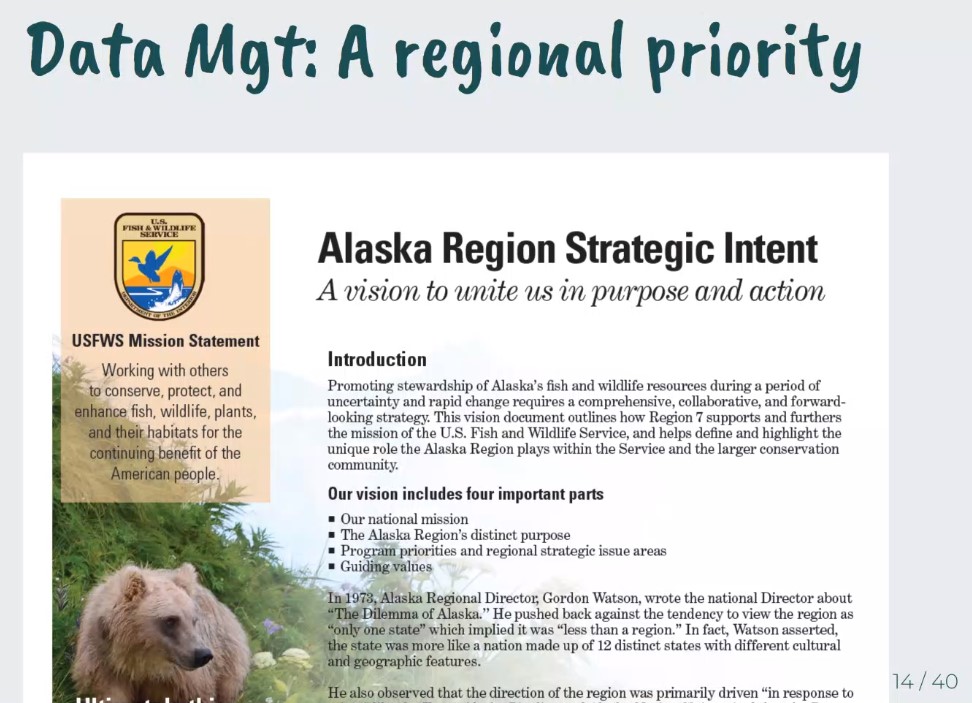 Data Mgt: A regional priority
U.S.
FISH & WILDLIFE
SERVICE
DEPARTMENT OF THE INTERIOR
USFWS Mission Statement
Working with others
to conserve, protect, and
enhance fish, wildlife, plants,
and their habitats for the
continuing benefit of the
American people.
Alaska Region Strategic Intent
A vision to unite us in purpose and action
Introduction
Promoting stewardship of Alaska's fish and wildlife resources during a period of
uncertainty and rapid change requires a comprehensive, collaborative, and forward-
looking strategy. This vision document outlines how Region 7 supports and furthers
the mission of the U.S. Fish and Wildlife Service, and helps define and highlight the
unique role the Alaska Region plays within the Service and the larger conservation
community.
Our vision includes four important parts
▪ Our national mission
▪ The Alaska Region's distinct purpose
▪ Program priorities and regional strategic issue areas
▪ Guiding values
In 1973, Alaska Regional Director, Gordon Watson, wrote the national Director about
“The Dilemma of Alaska.” He pushed back against the tendency to view the region as
“only one state” which implied it was “less than a region.” In fact, Watson asserted,
the state was more like a nation made up of 12 distinct states with different cultural
and geographic features.
He also observed that the direction of the region was primarily driven “in response to
14 / 40